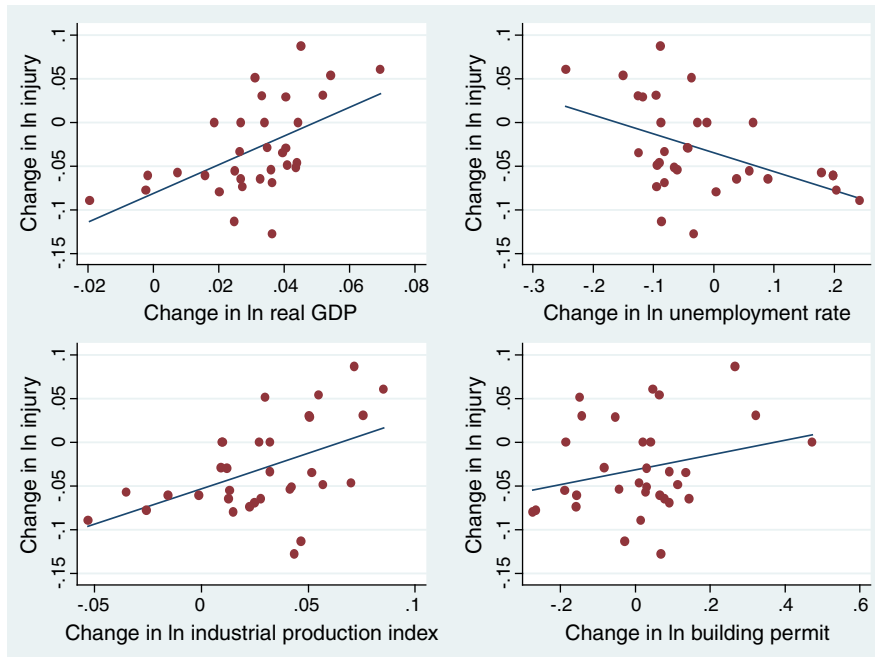 Change in ln injury
.1
.05
0
-.05
-.1
-.15
-.02 0 .02 .04 .06 .08
Change in ln real GDP
Change in ln injury
.1
.05
0
-.05
-.1
-.15
-.3 -.2 -.1 0 .1 .2
Change in ln unemployment rate
Change in ln injury
.1
.05
0
-.05
-.1
-.15
-.05 0 .05 .1
Change in ln industrial production index
Change in ln injury
.1
.05
0
-.05
-.1
-.15
-.2 0 .2 .4 .6
Change in ln building permit